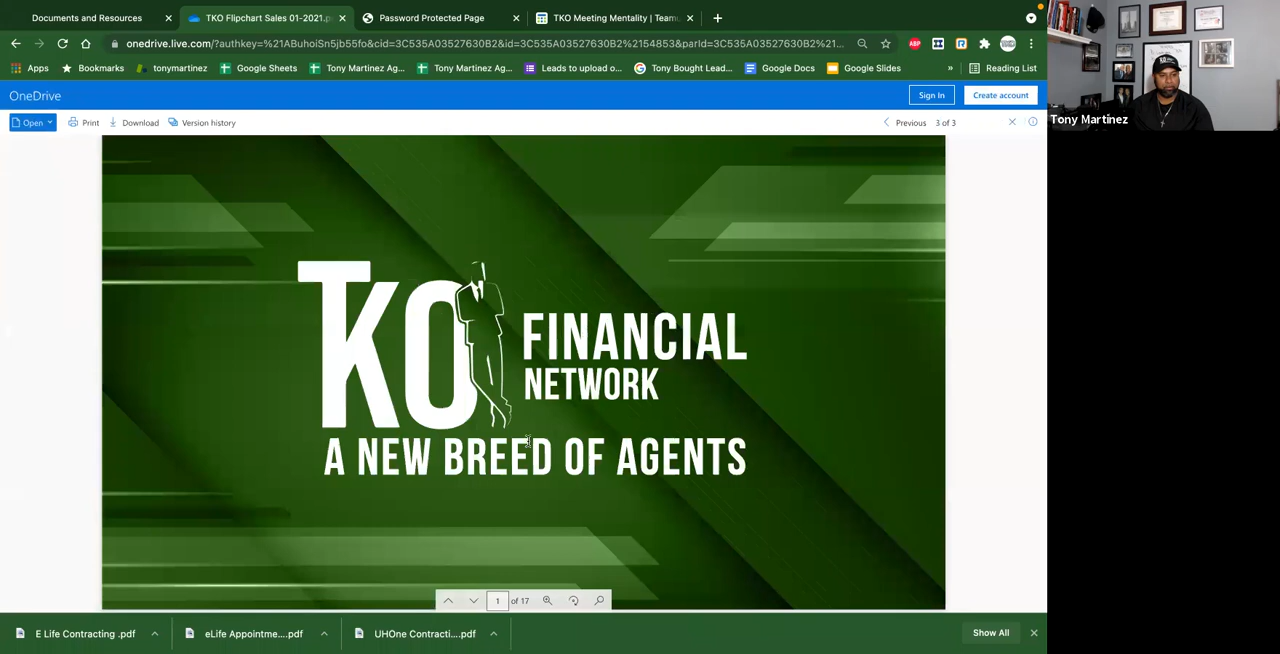 Documents and Resources
TKO Flipchart Sales 01-2021.p
Password Protected Page
TKO Meeting Mentality | Team
onedrive.live.com/?authkey=%21ABuhoiSn5jb55fo&cid=3C535A03527630B2&id=3C535A03527630B2%2154853&parId=3C535A03527630B2%21...
ABP
Apps
Bookmarks
tonymartinez
Google Sheets
Tony Martinez Ag...
Tony Martinez Ag...
Leads to upload o...
Tony Bought Lead...
Google Docs
Google Slides
»
Reading List
OneDrive
Sign In
Create account
Open
Print
Download
Version history
Previous
3 of 3
Tony Martinez
TKO
FINANCIAL
NETWORK
A NEW BREED OF AGENTS
1 of 17
E Life Contracting .pdf
eLife Appointme....pdf
UHOne Contracti....pdf
Show All